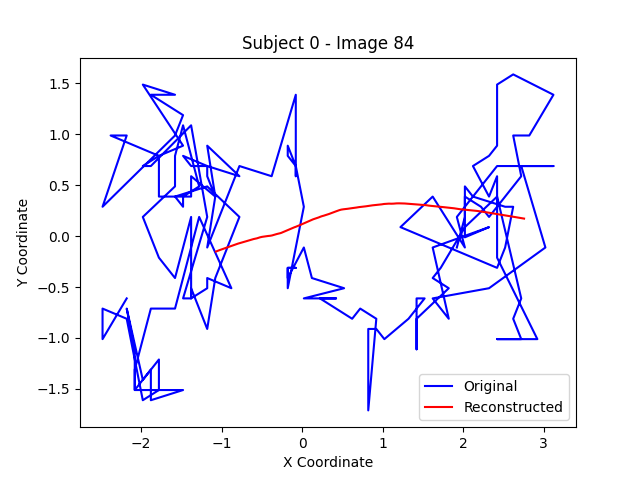 Subject 0 - Image 84
1.5
1.0
0.5
0.0
−0.5
−1.0
−1.5
Y Coordinate
−2
−1
0
1
2
3
X Coordinate
Original
Reconstructed